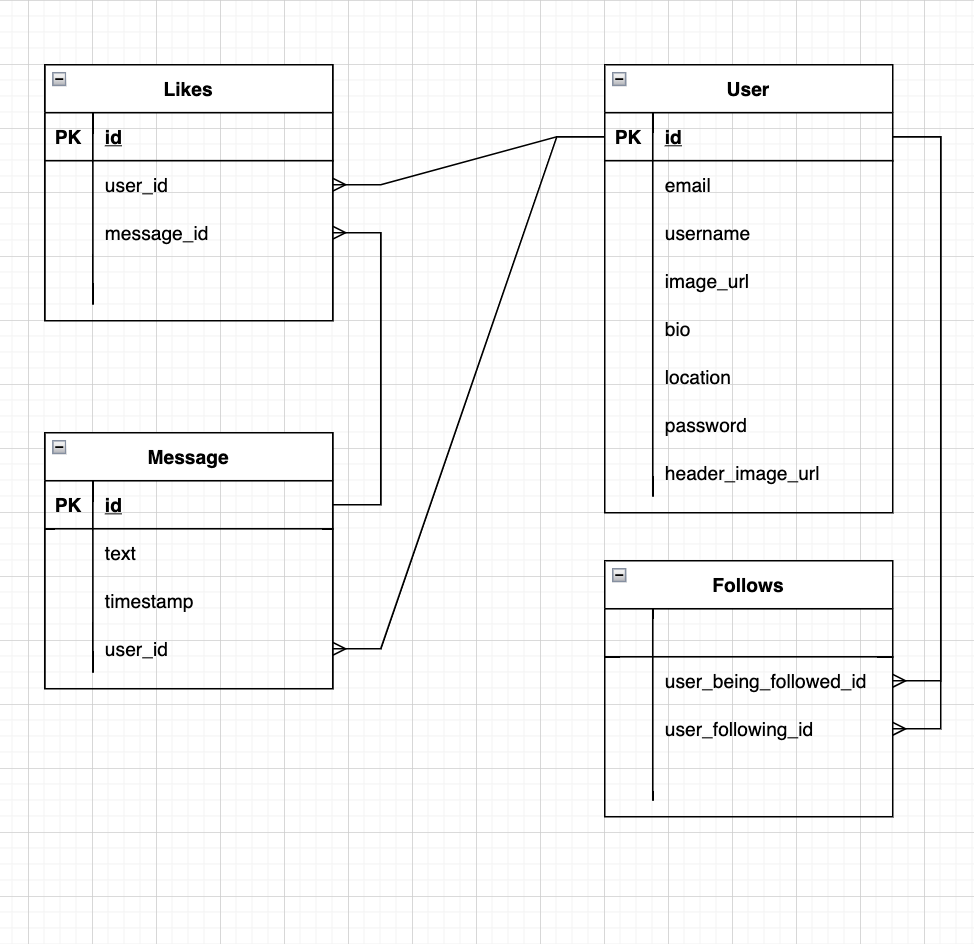 Likes
PK id
user_id
message_id
User
PK id
email
username
image_url
bio
location
password
header_image_url
Message
PK id
text
timestamp
user_id
Follows
user_being_followed_id
user_following_id